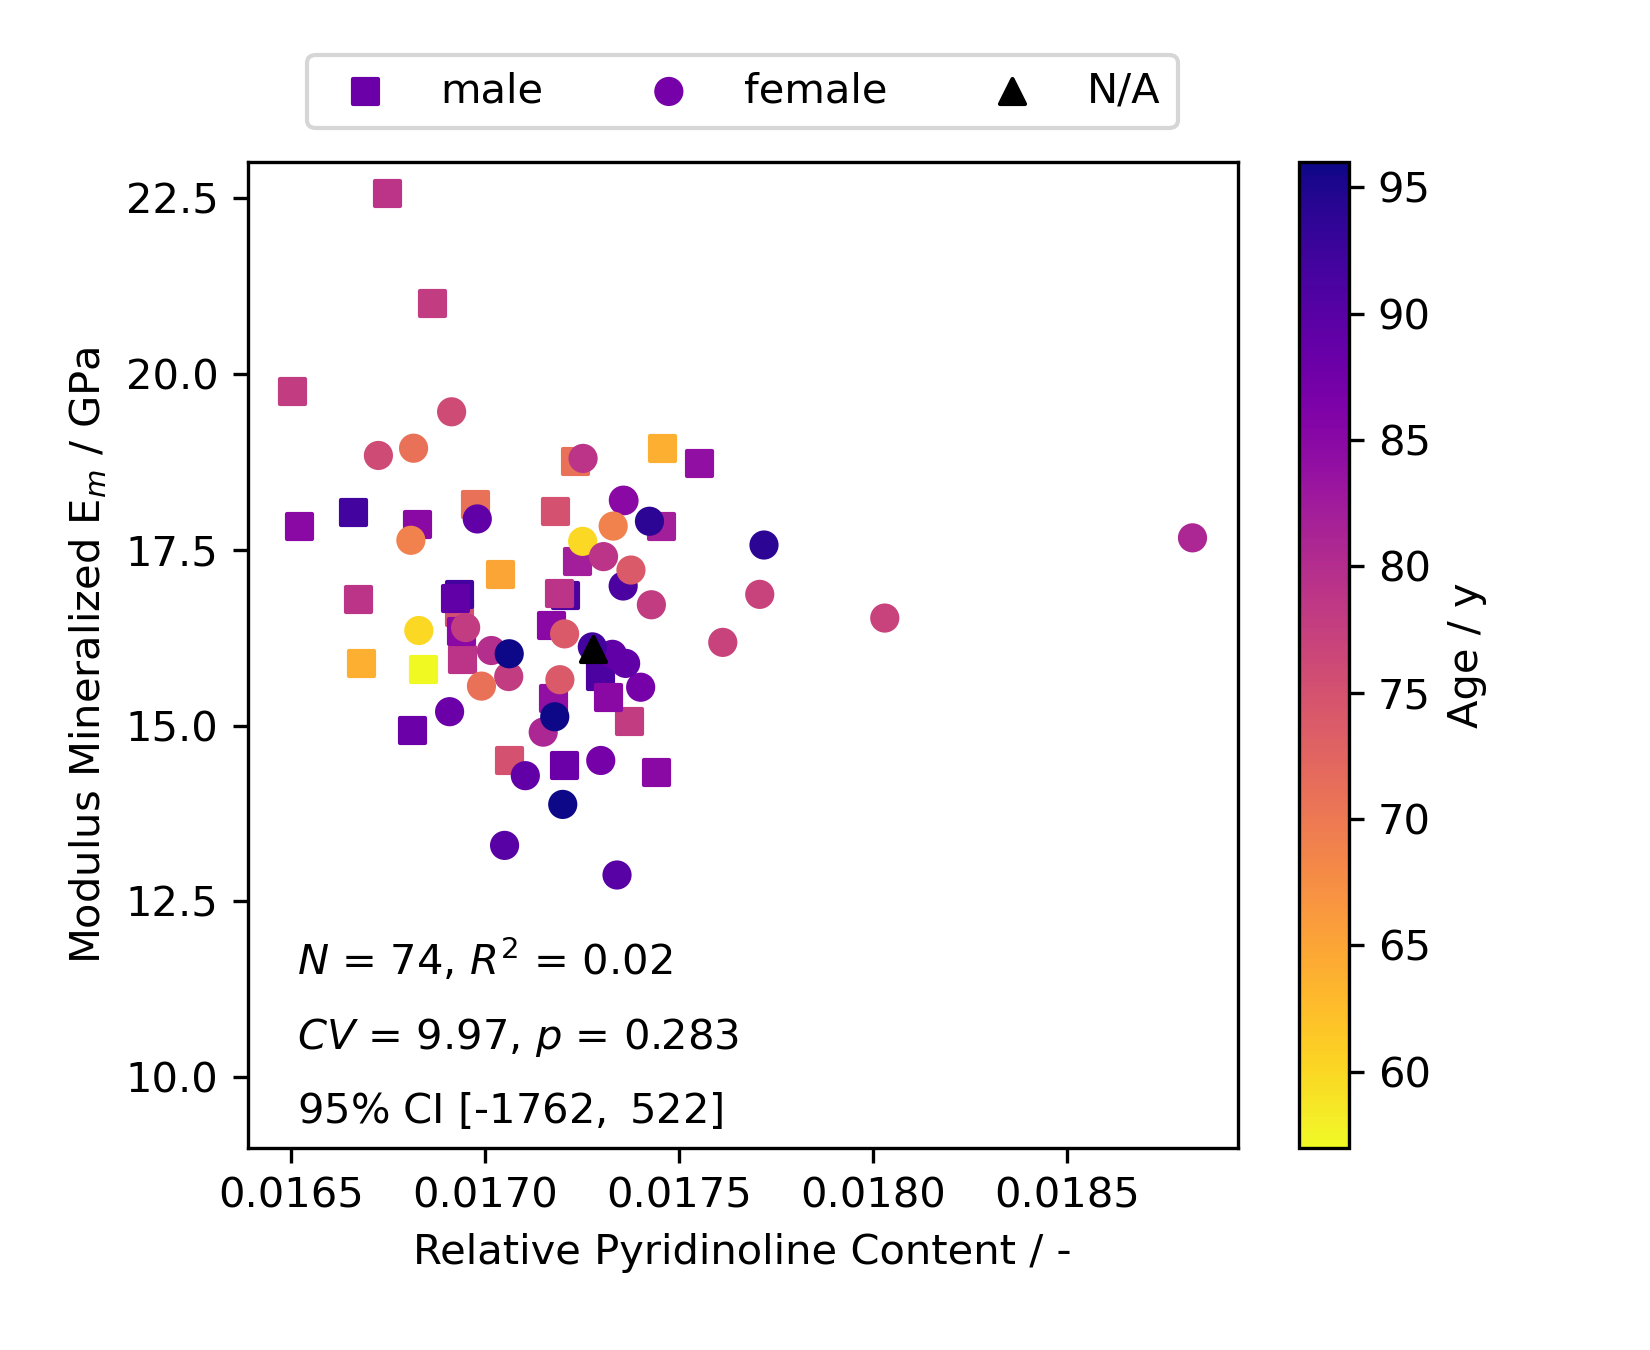 male female N/A
22.5
20.0
17.5
15.0
12.5
10.0
Modulus Mineralized Eₘ / GPa
N = 74, R² = 0.02
CV = 9.97, p = 0.283
95% CI [-1762, 522]
0.0165 0.0170 0.0175 0.0180 0.0185
Relative Pyridinoline Content / -
95
90
85
80
75
70
65
60
Age / y